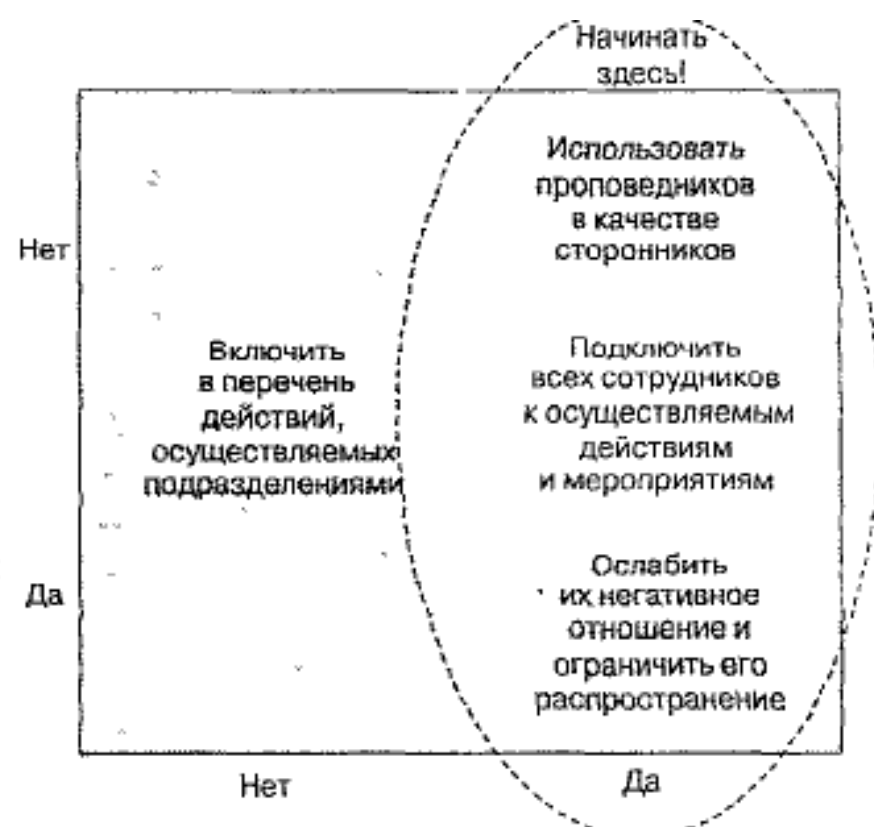 Начинать
здесь!
Использовать
проповедников
в качестве
сторонников
Нет
Включить
в перечень
действий,
осуществляемых
подразделениями
Подключить
всех сотрудников
к осуществляемым
действиям
и мероприятиям
Да
Ослабить
их негативное
отношение и
ограничить его
распространение
Нет
Да